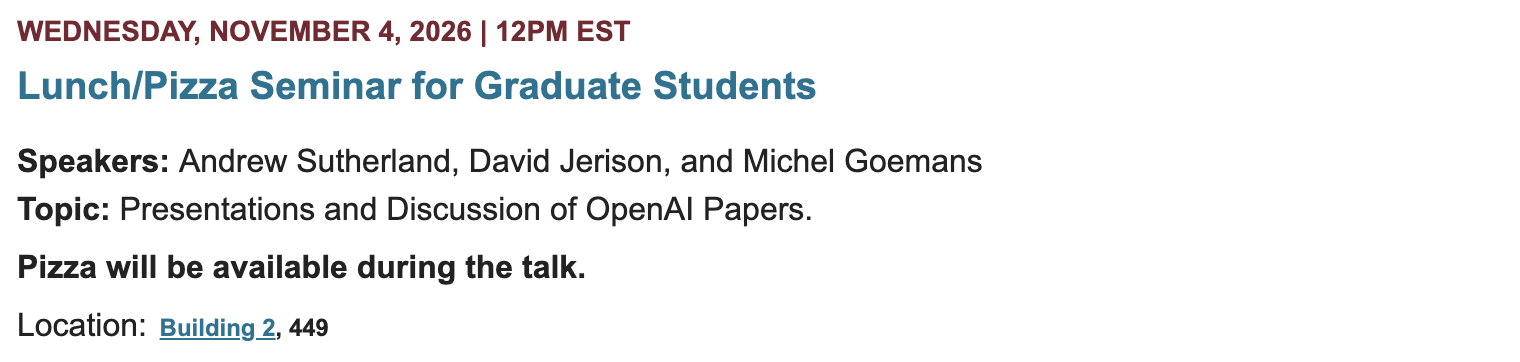 WEDNESDAY, NOVEMBER 4, 2026 | 12PM EST
Lunch/Pizza Seminar for Graduate Students
Speakers: Andrew Sutherland, David Jerison, and Michel Goemans
Topic: Presentations and Discussion of OpenAI Papers.
Pizza will be available during the talk.
Location: Building 2, 449